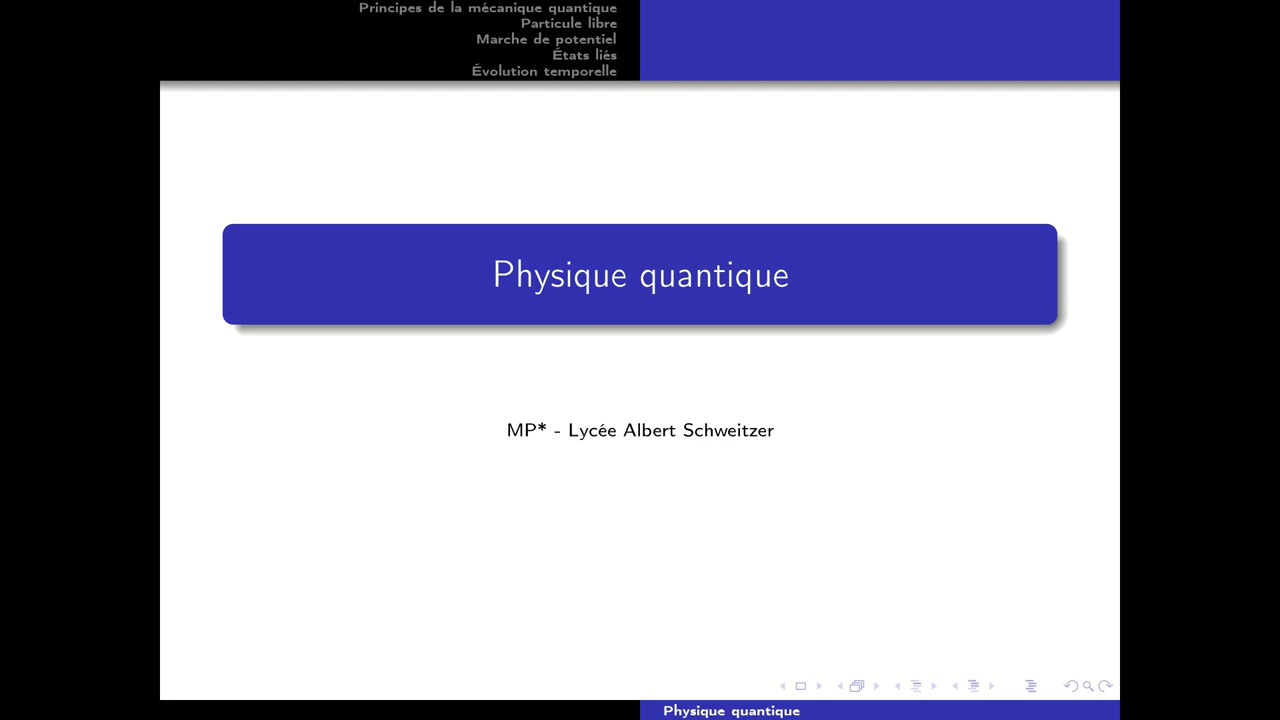 Principes de la mécanique quantique
Particule libre
Marche de potentiel
États liés
Évolution temporelle
Physique quantique
MP* - Lycée Albert Schweitzer
Physique quantique